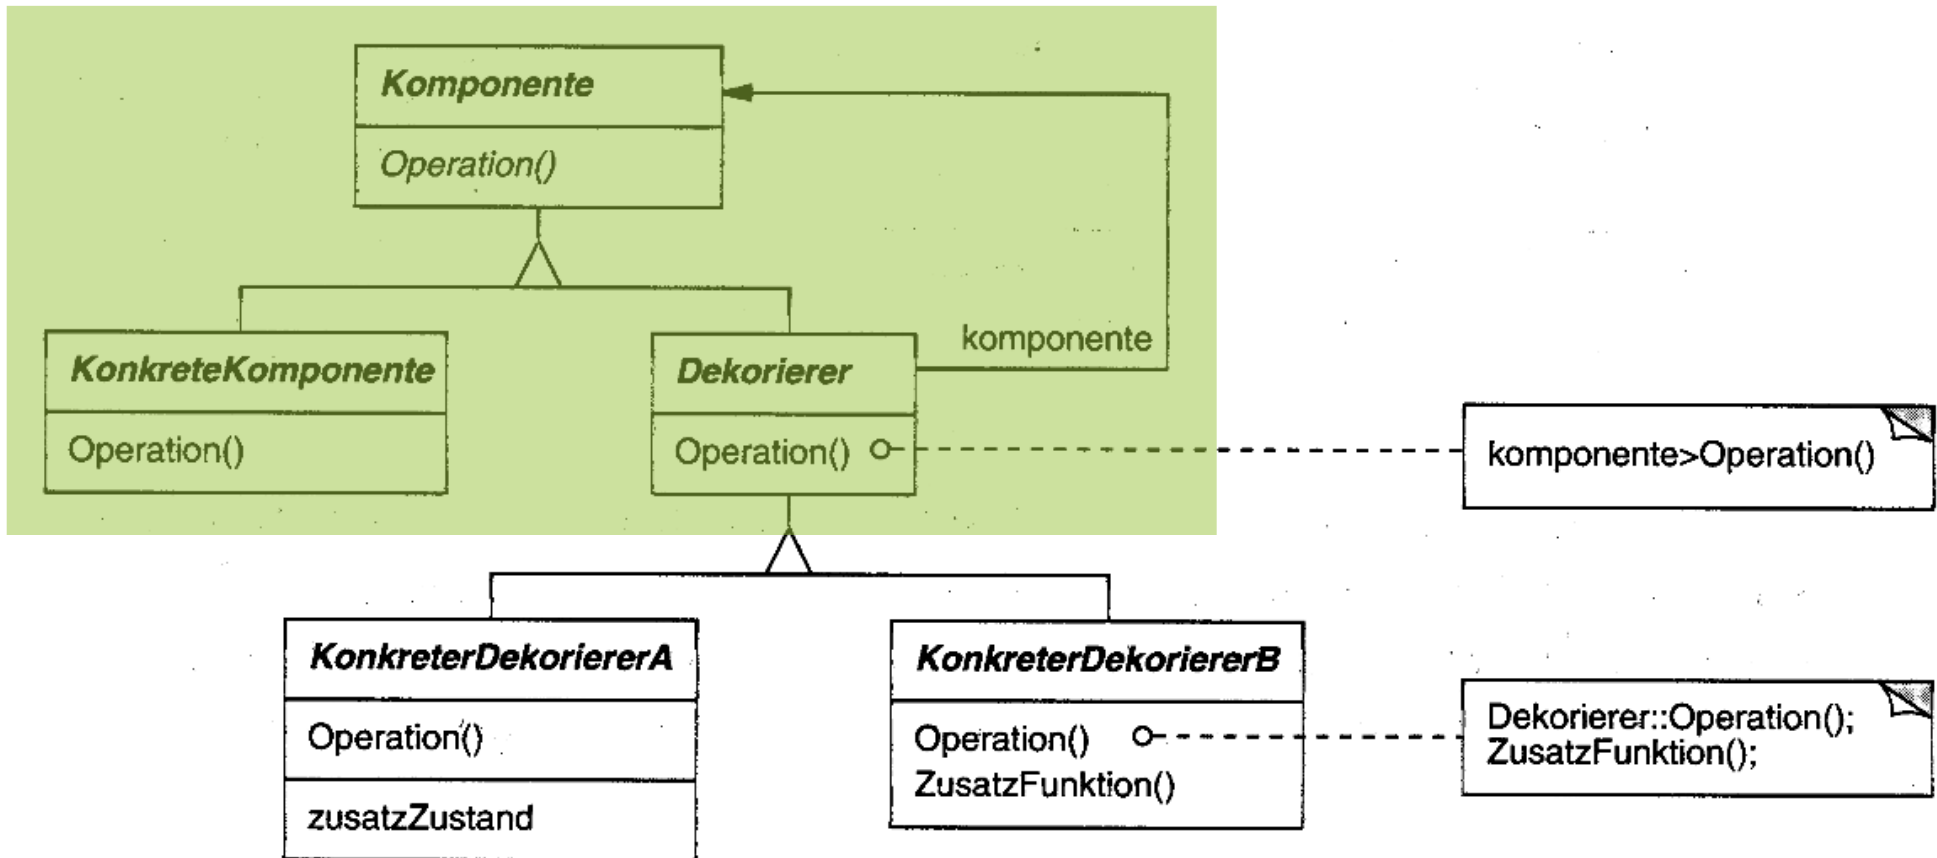 Komponente
Operation()
KonkreteKomponente
Operation()
Dekorierer
Operation()
komponente
komponente>Operation()
KonkreterDekoriererA
Operation()
zusatzZustand
KonkreterDekoriererB
Operation()
ZusatzFunktion()
Dekorierer::Operation();
ZusatzFunktion();